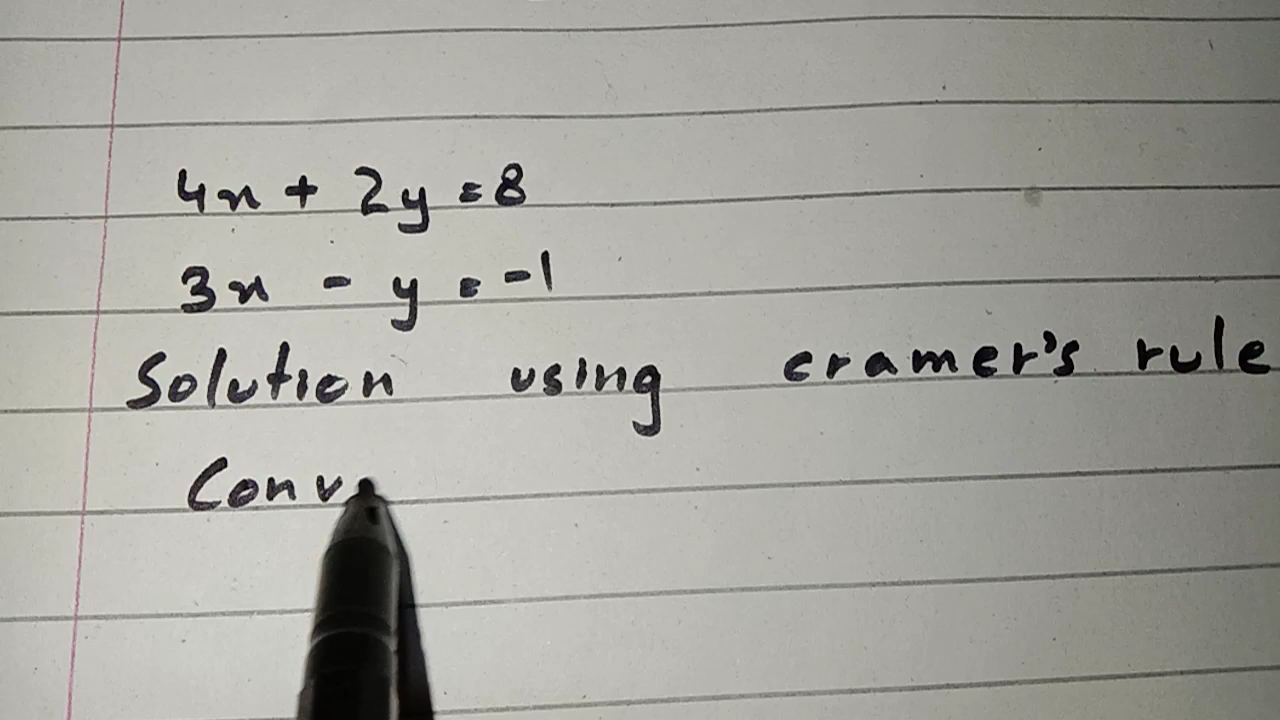 4x + 2y = 8
3x - y = -1
Solution using cramer's rule
Conv